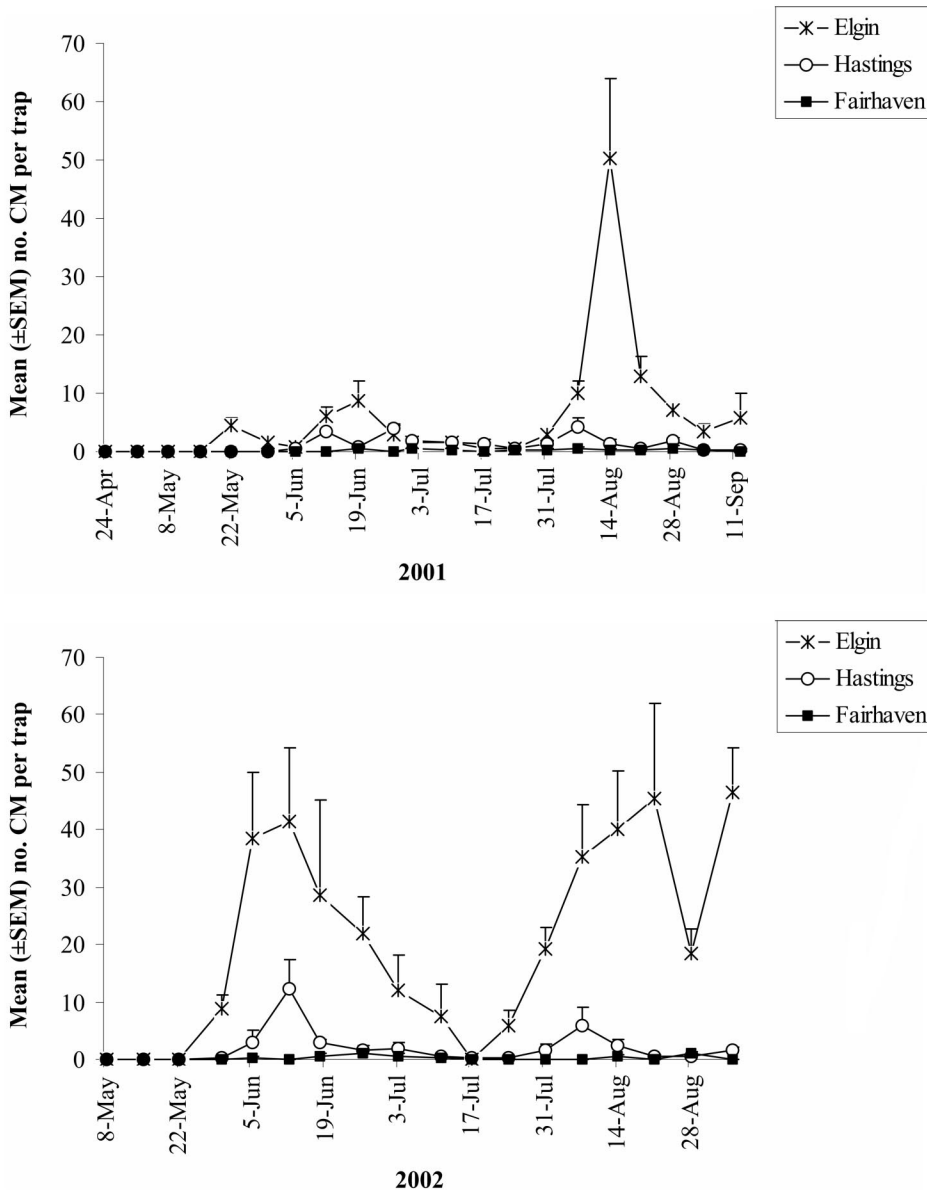 Elgin
Hastings
Fairhaven
Mean (±SEM) no. CM per trap
70
60
50
40
30
20
10
0
24-Apr
8-May
22-May
5-Jun
19-Jun
3-Jul
17-Jul
31-Jul
14-Aug
28-Aug
11-Sep
2001
Elgin
Hastings
Fairhaven
Mean (±SEM) no. CM per trap
70
60
50
40
30
20
10
0
8-May
22-May
5-Jun
19-Jun
3-Jul
17-Jul
31-Jul
14-Aug
28-Aug
2002